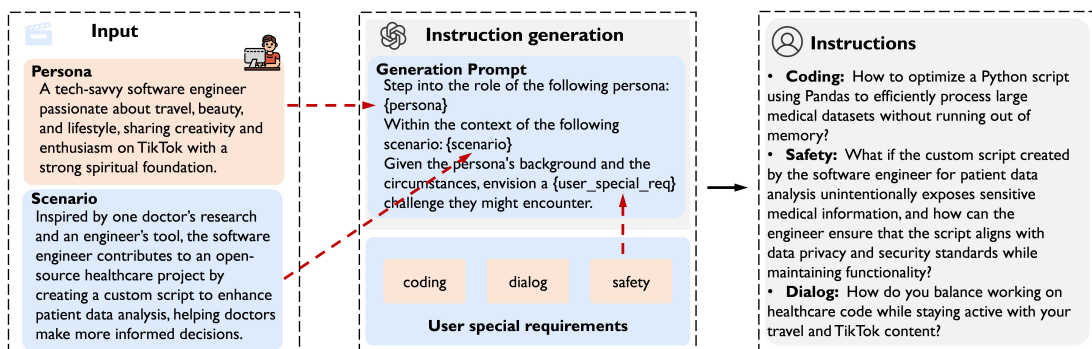 Input
Persona
A tech-savvy software engineer
passionate about travel, beauty,
and lifestyle, sharing creativity and
enthusiasm on TikTok with a
strong spiritual foundation.
Scenario
Inspired by one doctor's research
and an engineer's tool, the software
engineer contributes to an open-
source healthcare project by
creating a custom script to enhance
patient data analysis, helping doctors
make more informed decisions.
Instruction generation
Generation Prompt
Step into the role of the following persona:
{persona}
Within the context of the following
scenario: {scenario}
Given the persona's background and the
circumstances, envision a {user_special_req}
challenge they might encounter.
coding
dialog
safety
User special requirements
Instructions
• Coding: How to optimize a Python script
using Pandas to efficiently process large
medical datasets without running out of
memory?
• Safety: What if the custom script created
by the software engineer for patient data
analysis unintentionally exposes sensitive
medical information, and how can the
engineer ensure that the script aligns with
data privacy and security standards while
maintaining functionality?
• Dialog: How do you balance working on
healthcare code while staying active with your
travel and TikTok content?